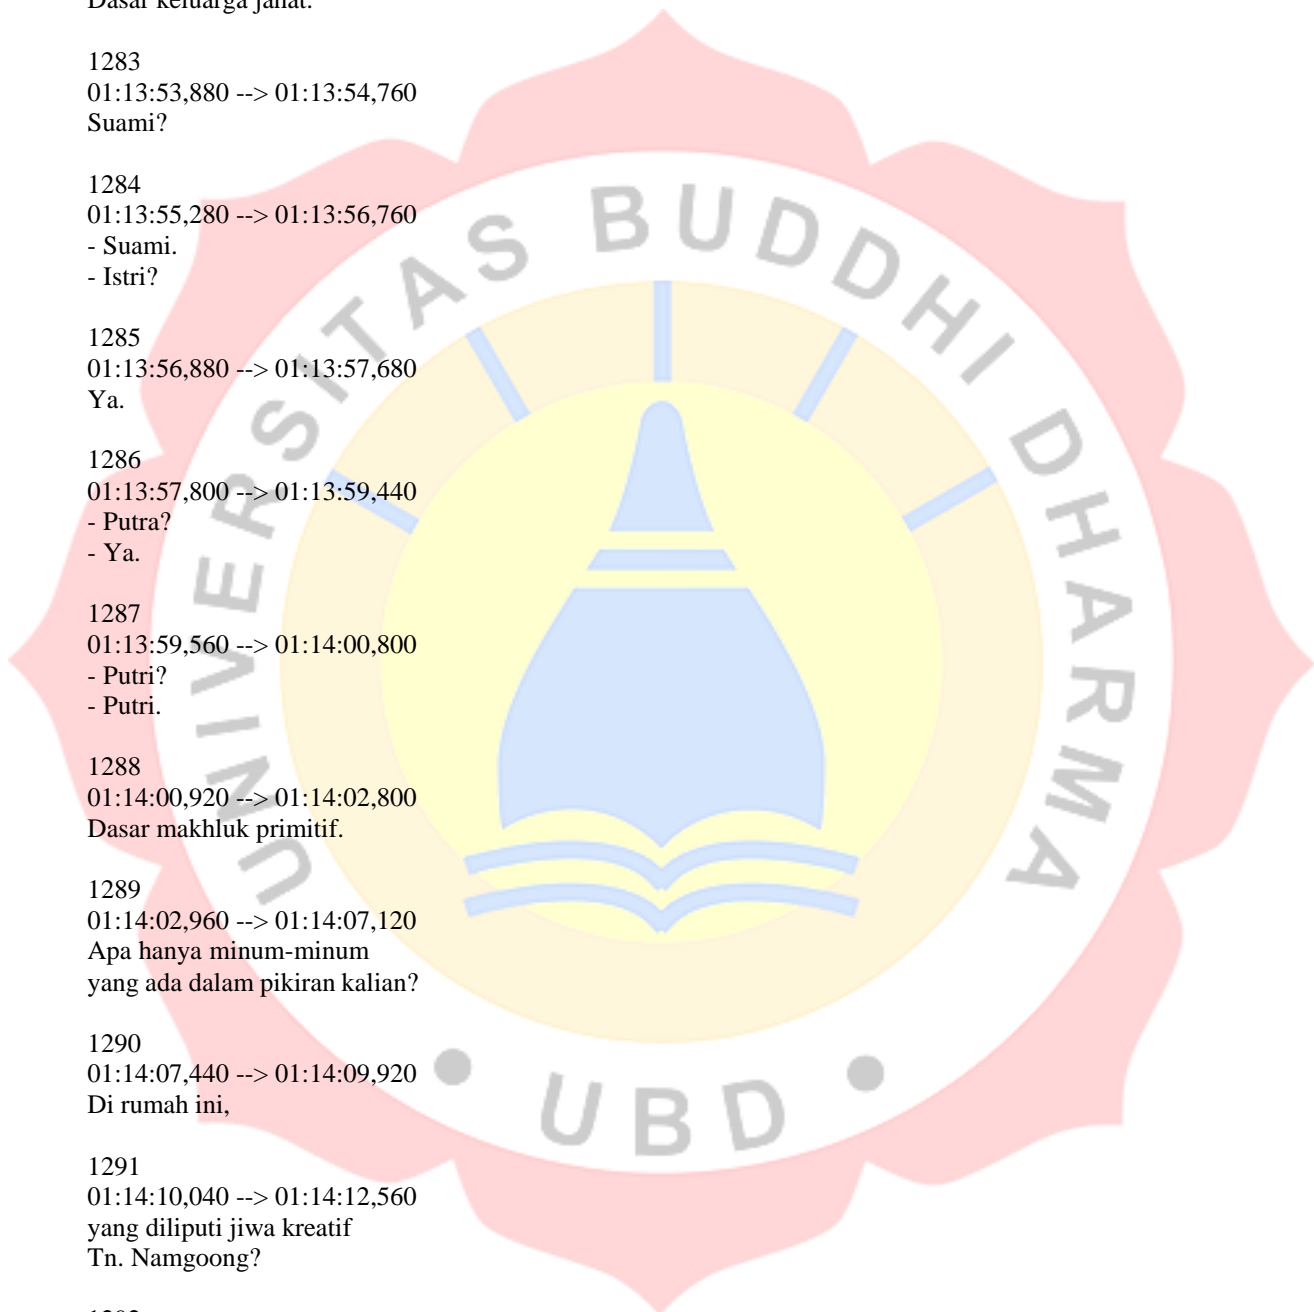 Dasar keluarga jahat.
1283
01:13:53,880 --> 01:13:54,760
Suami?
1284
01:13:55,280 --> 01:13:56,760
- Suami.
- Istri?
1285
01:13:56,880 --> 01:13:57,680
Ya.
1286
01:13:57,800 --> 01:13:59,440
- Putra?
- Ya.
1287
01:13:59,560 --> 01:14:00,800
- Putri?
- Putri.
1288
01:14:00,920 --> 01:14:02,800
Dasar makhluk primitif.
1289
01:14:02,960 --> 01:14:07,120
Apa hanya minum-minum
yang ada dalam pikiran kalian?
1290
01:14:07,440 --> 01:14:09,920
Di rumah ini,
1291
01:14:10,040 --> 01:14:12,560
yang diliputi jiwa kreatif
Tn. Namgoong?
UNIVERSITAS BUDDHI DHARMA
• UBD •